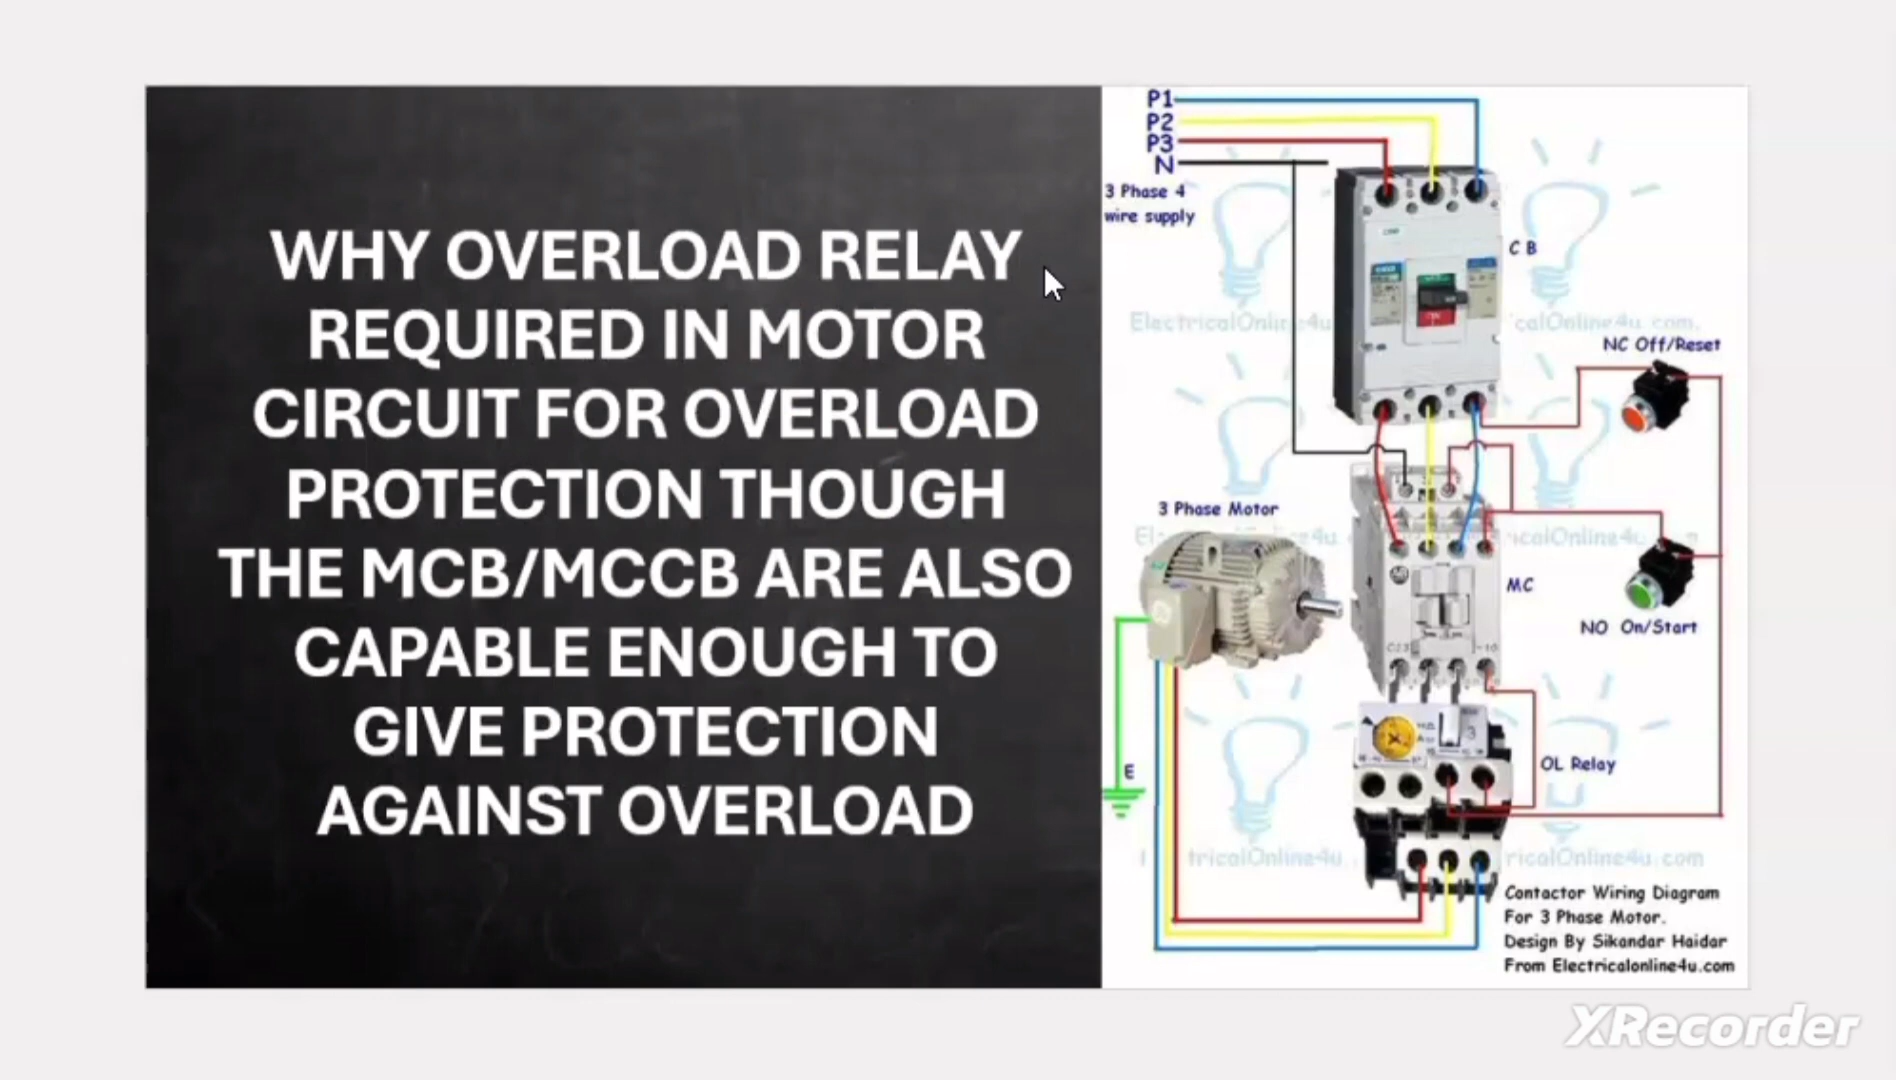 WHY OVERLOAD RELAY
REQUIRED IN MOTOR
CIRCUIT FOR OVERLOAD
PROTECTION THOUGH
THE MCB/MCCB ARE ALSO
CAPABLE ENOUGH TO
GIVE PROTECTION
AGAINST OVERLOAD
P1
P2
P3
N
3 Phase 4
wire supply
C B
NC Off/Reset
3 Phase Motor
MC
NO On/Start
OL Relay
E
Contactor Wiring Diagram
For 3 Phase Motor.
Design By Sikandar Haidar
From Electricalonline4u.com
XRecorder